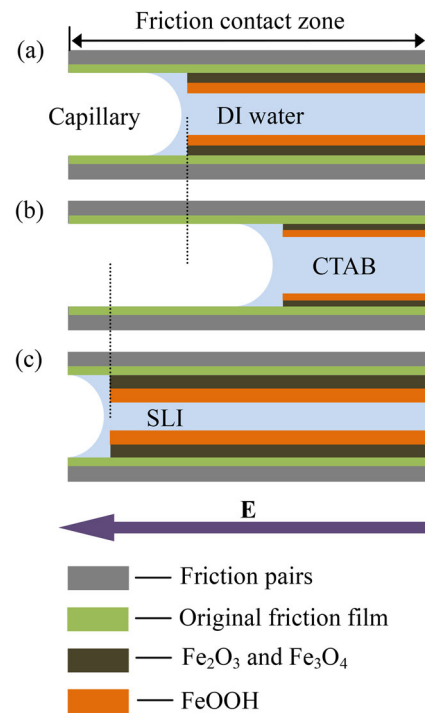 Friction contact zone
(a)
Capillary
DI water
(b)
CTAB
(c)
SLI
E
Friction pairs
Original friction film
Fe₂O₃ and Fe₃O₄
FeOOH